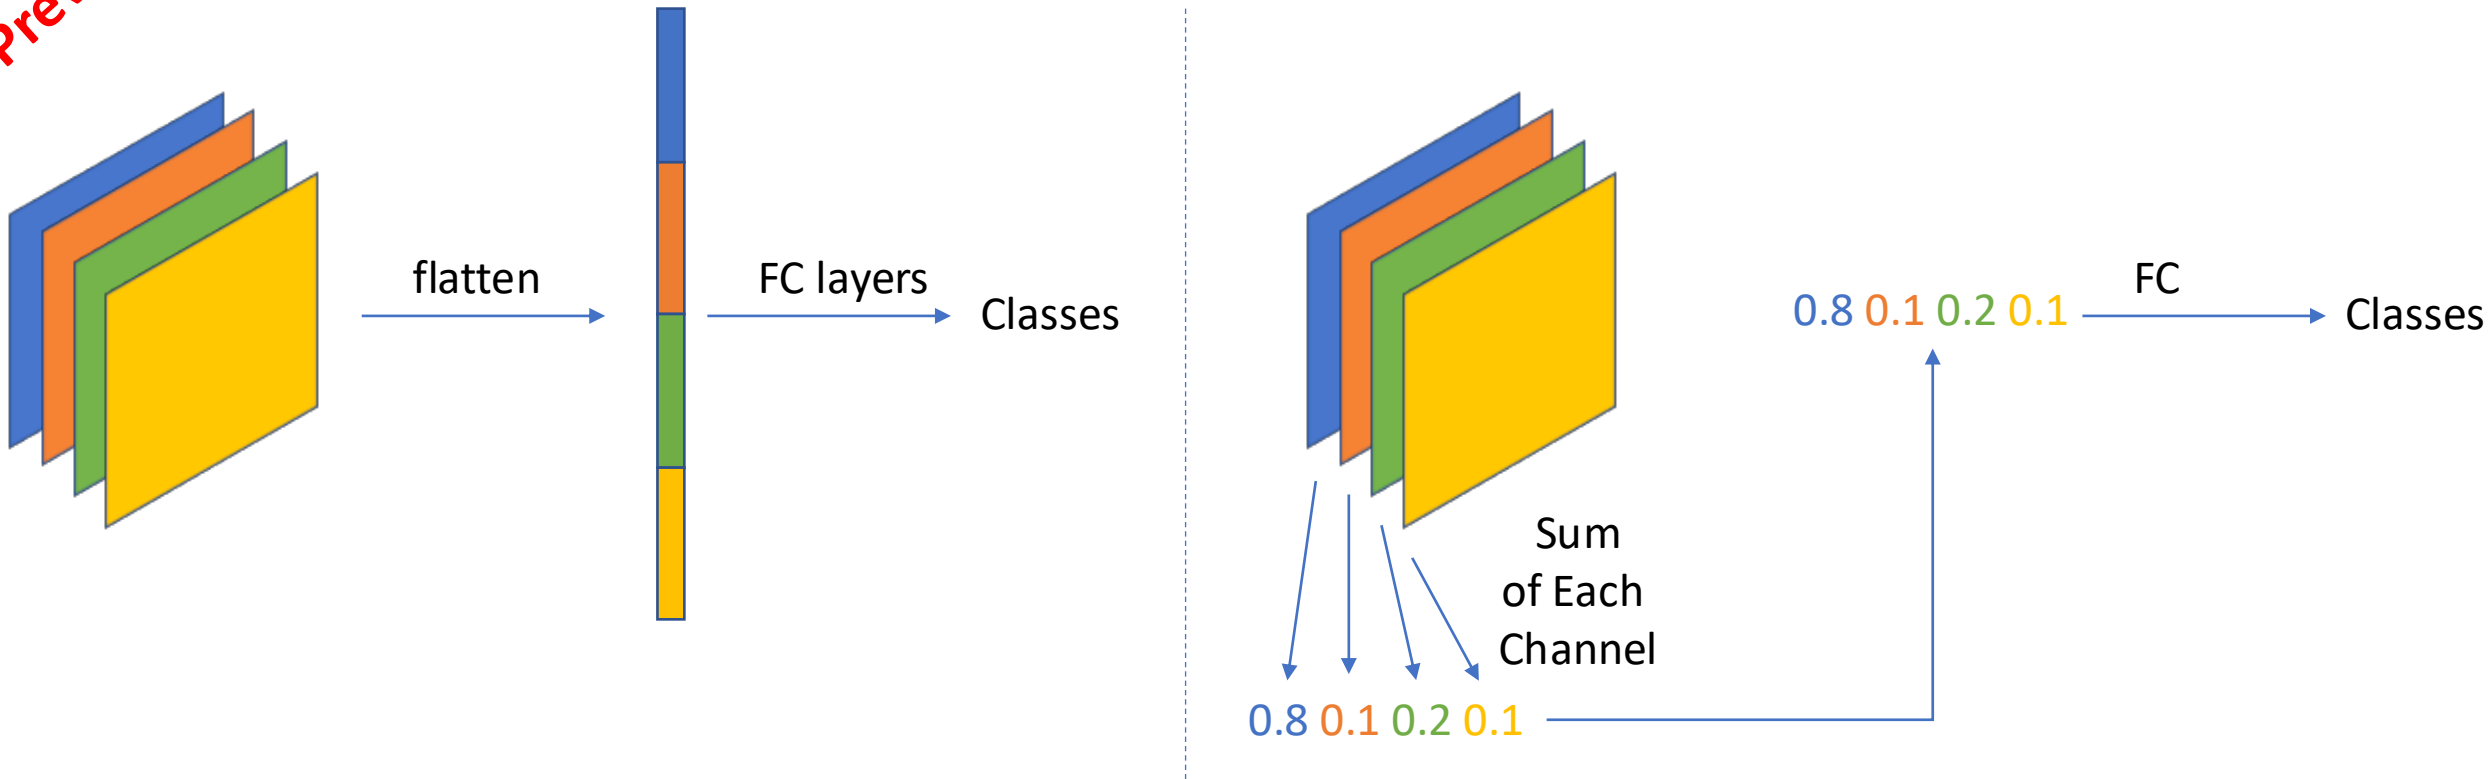 flatten
FC layers
Classes
Sum
of Each
Channel
0.8 0.1 0.2 0.1
0.8 0.1 0.2 0.1
FC
Classes